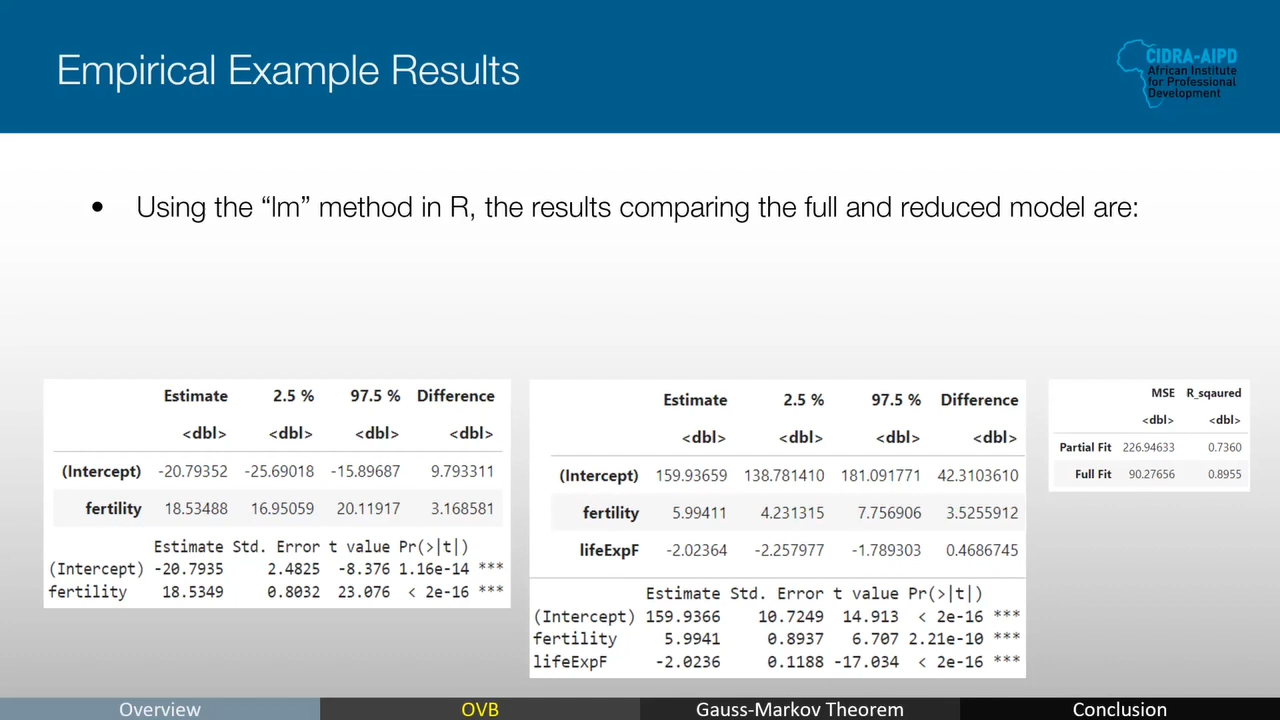 Empirical Example Results
CIDRA-AIPD
African Institute
for Professional
Development
• Using the “lm” method in R, the results comparing the full and reduced model are:
Estimate 2.5 % 97.5 % Difference
<dbl> <dbl> <dbl> <dbl>
(Intercept) -20.79352 -25.69018 -15.89687 9.793311
fertility 18.53488 16.95059 20.11917 3.168581
Estimate Std. Error t value Pr(>|t|)
(Intercept) -20.7935 2.4825 -8.376 1.16e-14 ***
fertility 18.5349 0.8032 23.076 < 2e-16 ***
Estimate 2.5 % 97.5 % Difference
<dbl> <dbl> <dbl> <dbl>
(Intercept) 159.93659 138.781410 181.091771 42.3103610
fertility 5.99411 4.231315 7.756906 3.5255912
lifeExpF -2.02364 -2.257977 -1.789303 0.4686745
Estimate Std. Error t value Pr(>|t|)
(Intercept) 159.9366 10.7249 14.913 < 2e-16 ***
fertility 5.9941 0.8937 6.707 2.21e-10 ***
lifeExpF -2.0236 0.1188 -17.034 < 2e-16 ***
MSE R_sqaured
<dbl> <dbl>
Partial Fit 226.94633 0.7360
Full Fit 90.27656 0.8955
Overview OVB Gauss-Markov Theorem Conclusion